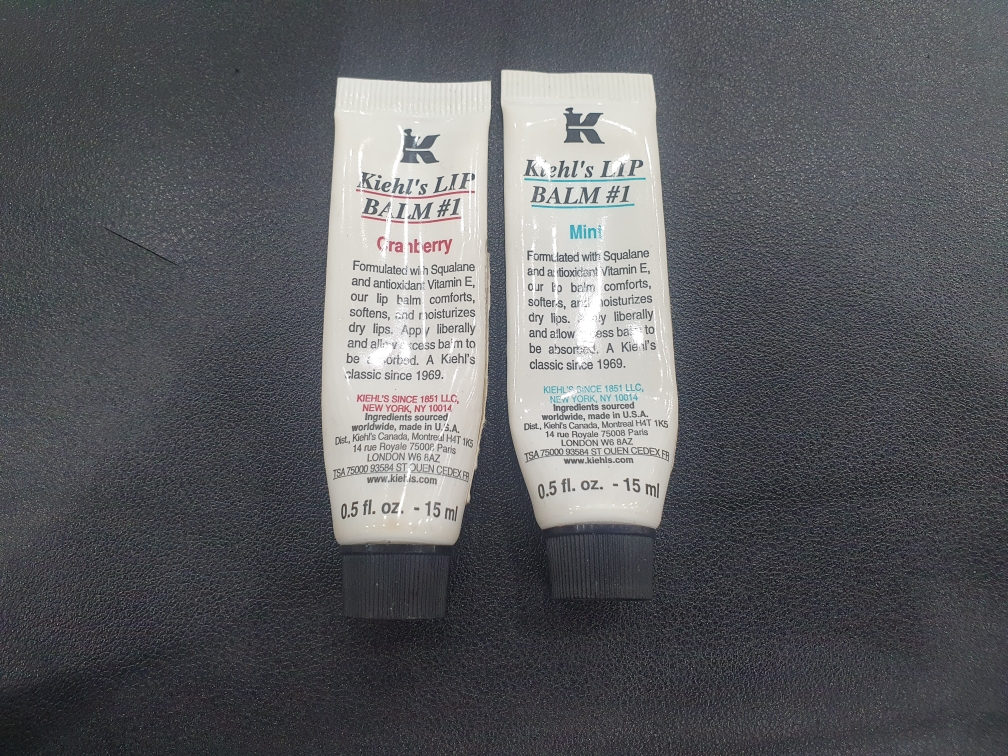 K
Kiehl's LIP
BALM #1
Cranberry
Formulated with Squalane
and antioxidant Vitamin E,
our lip balm comforts,
softens, and moisturizes
dry lips. Apply liberally
and allow excess balm to
be absorbed. A Kiehl's
classic since 1969.
KIEHL'S SINCE 1851 LLC,
NEW YORK, NY 10014
Ingredients sourced
worldwide, made in U.S.A.
Dist., Kiehl's Canada, Montreal H4T 1K5
14 rue Royale 75008 Paris
LONDON W6 8AZ
TSA 75000 93584 ST OUEN CEDEX FR
www.kiehls.com
0.5 fl. oz. - 15 ml
K
Kiehl's LIP
BALM #1
Mint
Formulated with Squalane
and antioxidant Vitamin E,
our lip balm comforts,
softens, and moisturizes
dry lips. Apply liberally
and allow excess balm to
be absorbed. A Kiehl's
classic since 1969.
KIEHL'S SINCE 1851 LLC,
NEW YORK, NY 10014
Ingredients sourced
worldwide, made in U.S.A.
Dist., Kiehl's Canada, Montreal H4T 1K5
14 rue Royale 75008 Paris
LONDON W6 8AZ
TSA 75000 93584 ST OUEN CEDEX FR
www.kiehls.com
0.5 fl. oz. - 15 ml